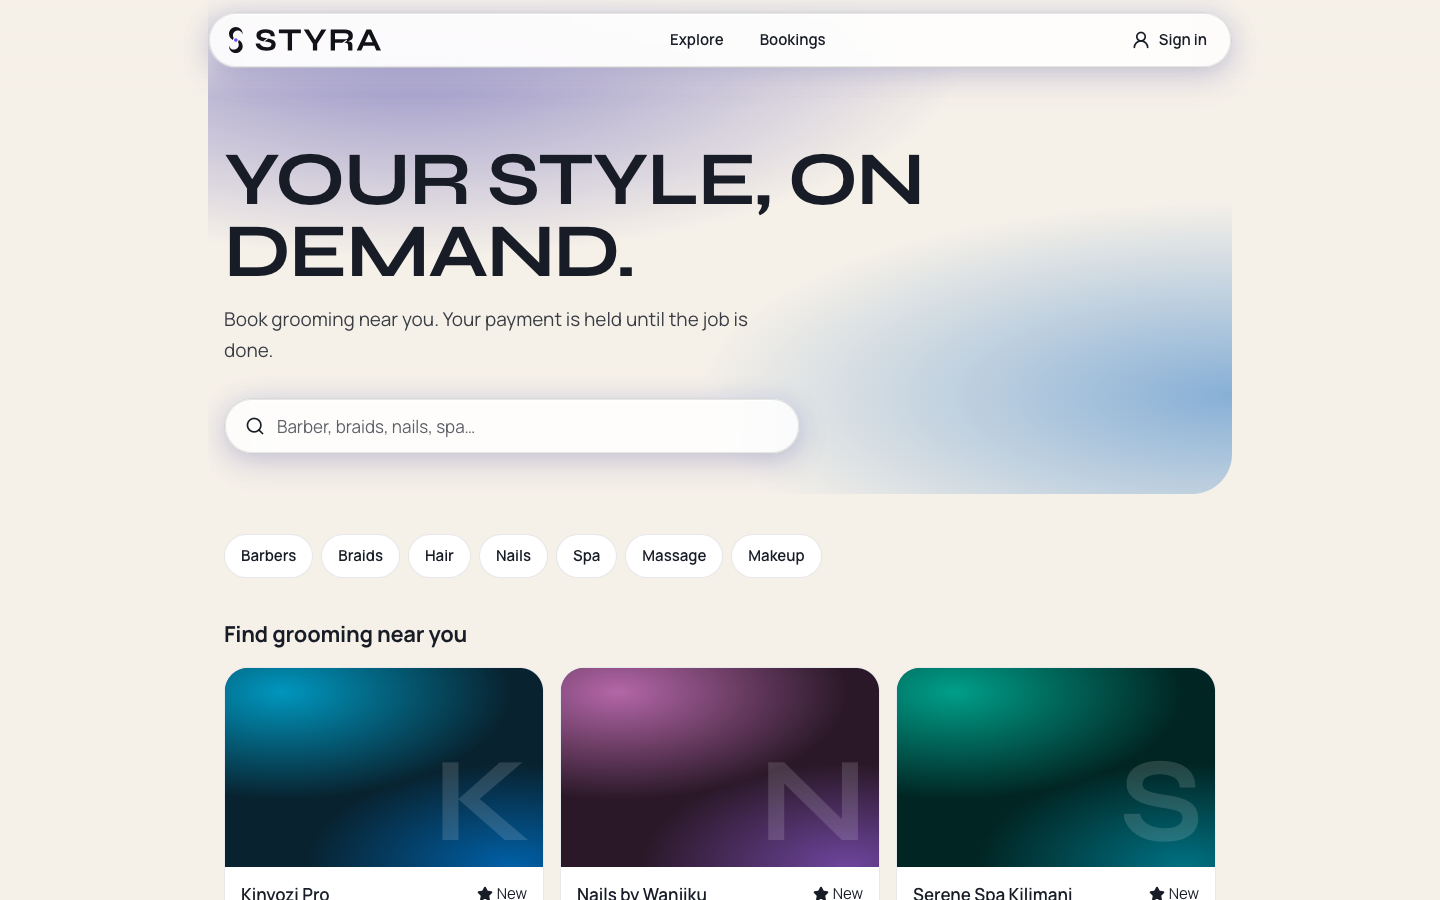 STYRA
Explore
Bookings
Sign in
YOUR STYLE, ON
DEMAND.
Book grooming near you. Your payment is held until the job is
done.
Barber, braids, nails, spa...
Barbers
Braids
Hair
Nails
Spa
Massage
Makeup
Find grooming near you
K
N
S
Kinyozi Pro
New
Nails by Wanjiku
New
Serene Spa Kilimani
New